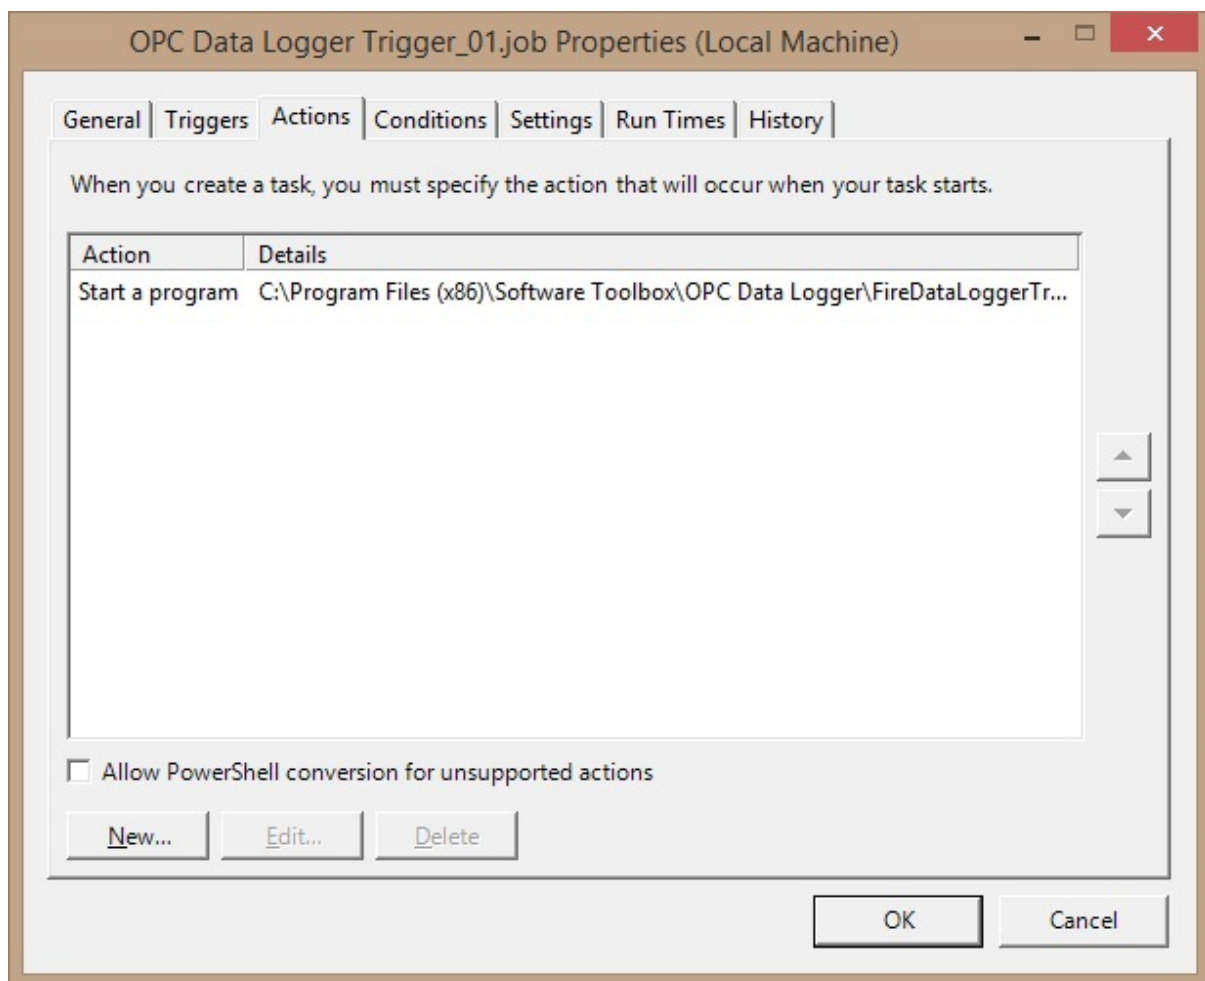 OPC Data Logger Trigger_01.job Properties (Local Machine)
General Triggers Actions Conditions Settings Run Times History
When you create a task, you must specify the action that will occur when your task starts.
Action Details
Start a program C:\Program Files (x86)\Software Toolbox\OPC Data Logger\FireDataLoggerTr...
Allow PowerShell conversion for unsupported actions
New... Edit... Delete
OK Cancel